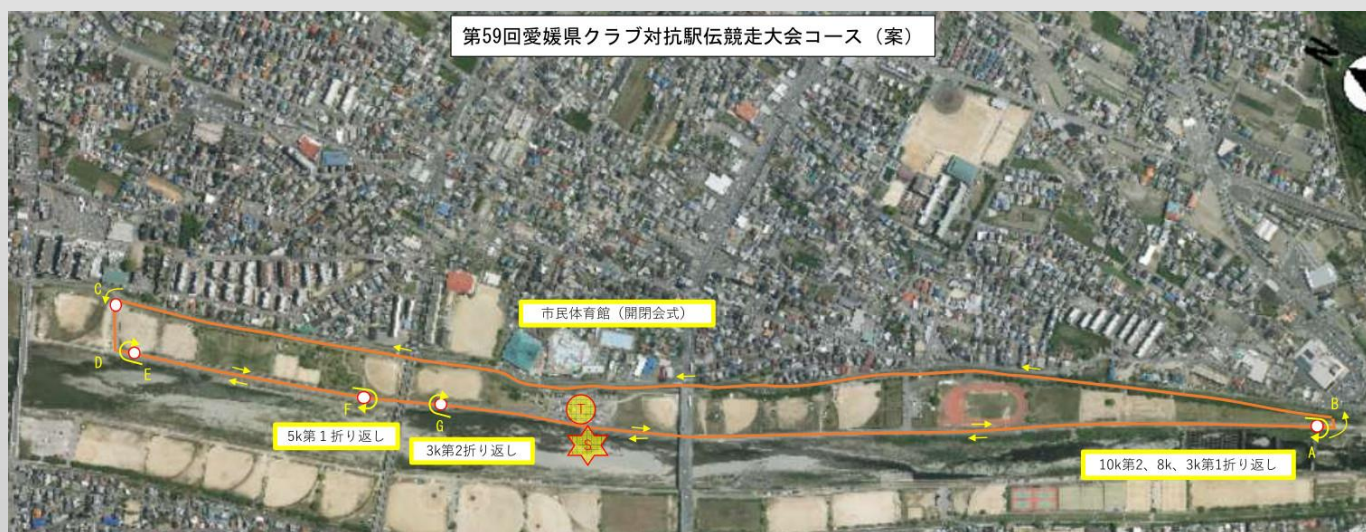 第59回愛媛県クラブ対抗駅伝競走大会コース（案）
N
C
市民体育館（開閉会式）
D
E
F
G
T
S
B
A
5k第１折り返し
3k第2折り返し
10k第2、8k、3k第1折り返し